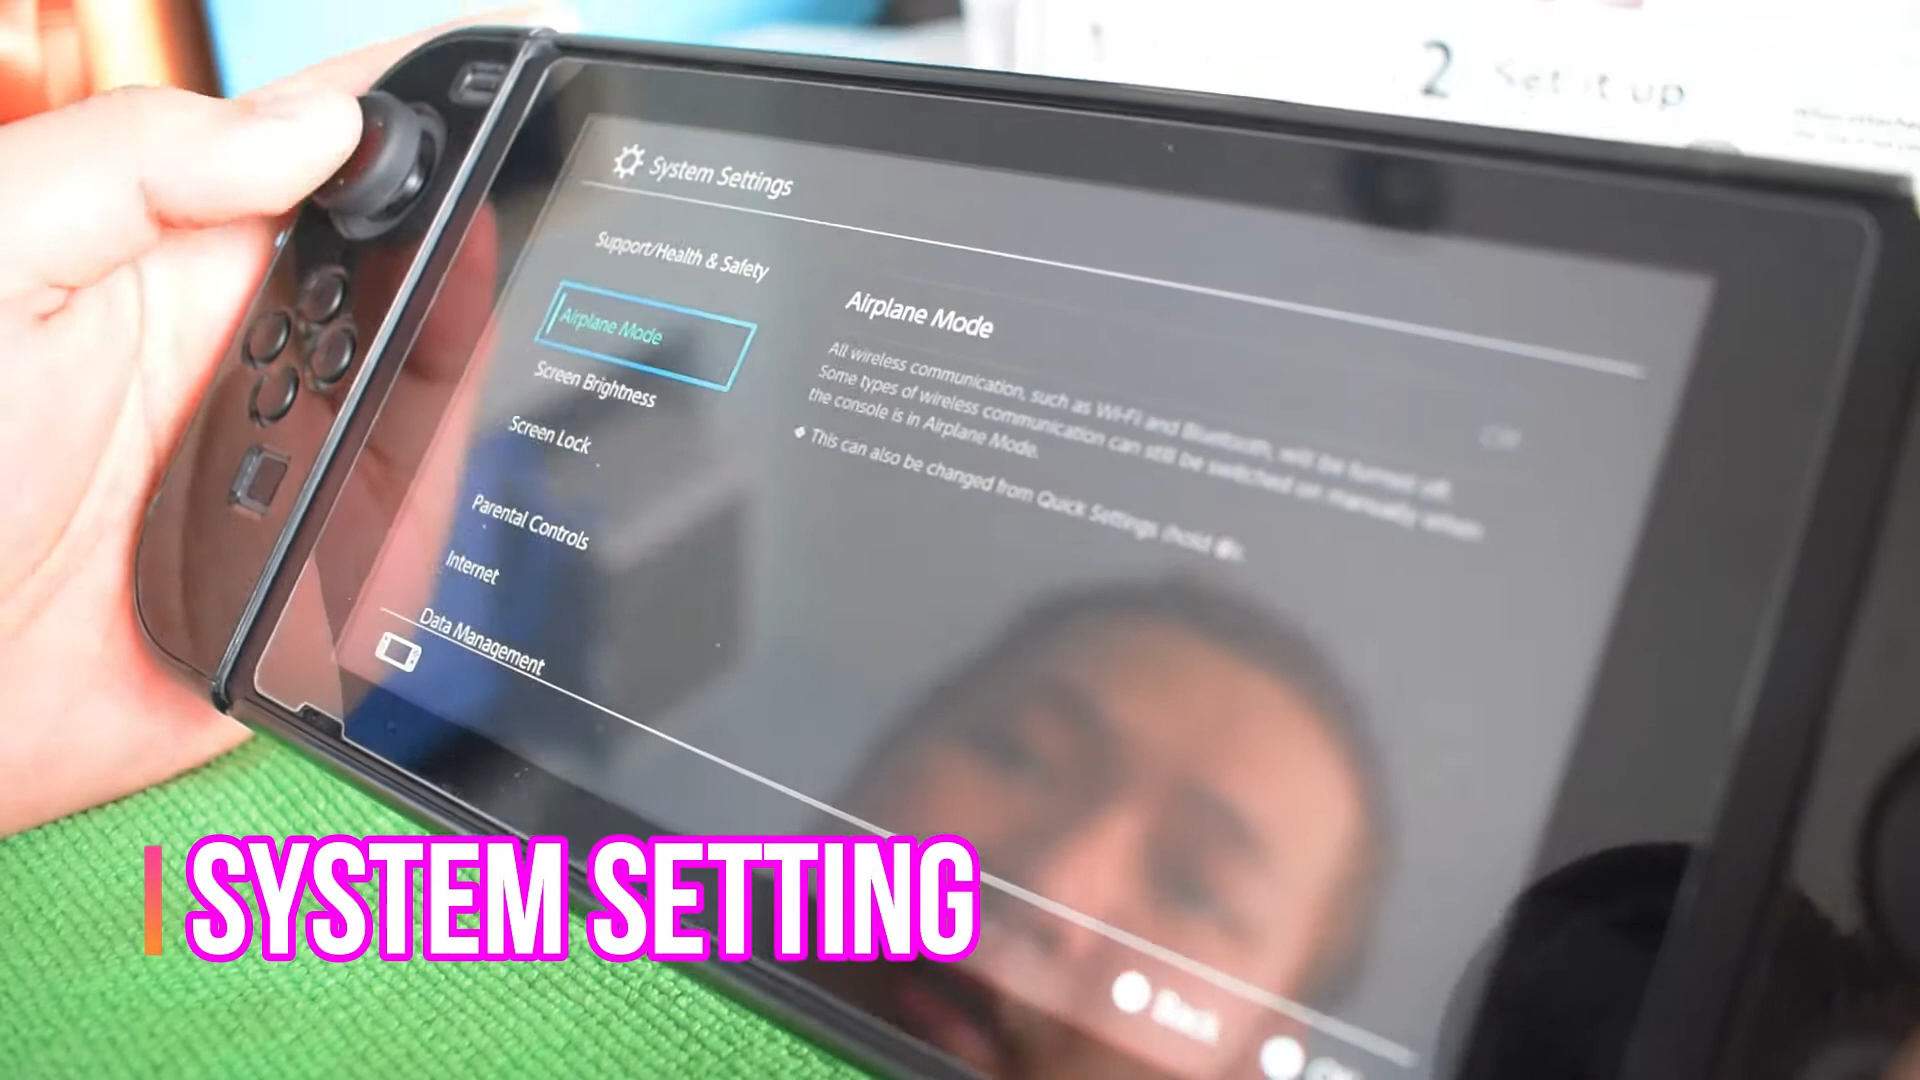 1
2 Set it up
System Settings
Support/Health & Safety
Airplane Mode
Screen Brightness
Screen Lock
Parental Controls
Internet
Data Management
Airplane Mode
Off
All wireless communication, such as Wi-Fi and Bluetooth, will be turned off.
Some types of wireless communication can still be switched on manually when
the console is in Airplane Mode.
This can also be changed from Quick Settings (hold
Back
SYSTEM SETTING